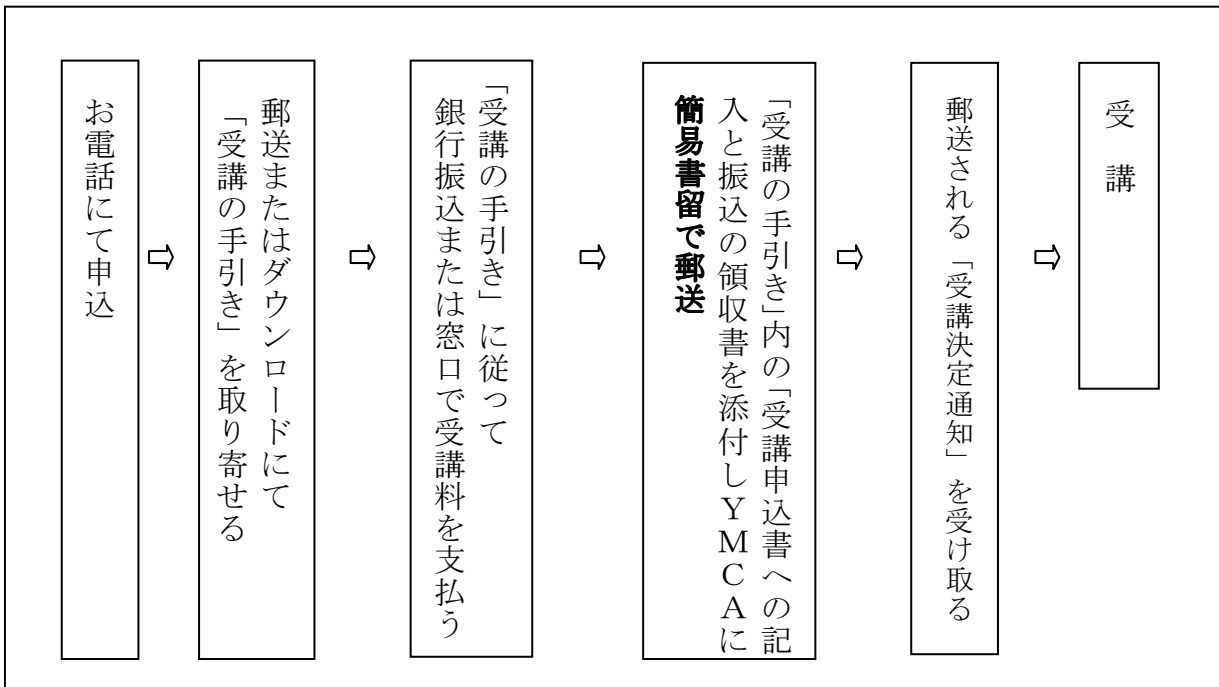 お電話にて申込
⇨
郵送またはダウンロードにて
「受講の手引き」を取り寄せる
⇨
「受講の手引き」に従って
銀行振込または窓口で受講料を支払う
⇨
「受講の手引き」内の「受講申込書への記
入と振込の領収書を添付しＹＭＣＡに
簡易書留で郵送
⇨
郵送される「受講決定通知」を受け取る
⇨
受　講